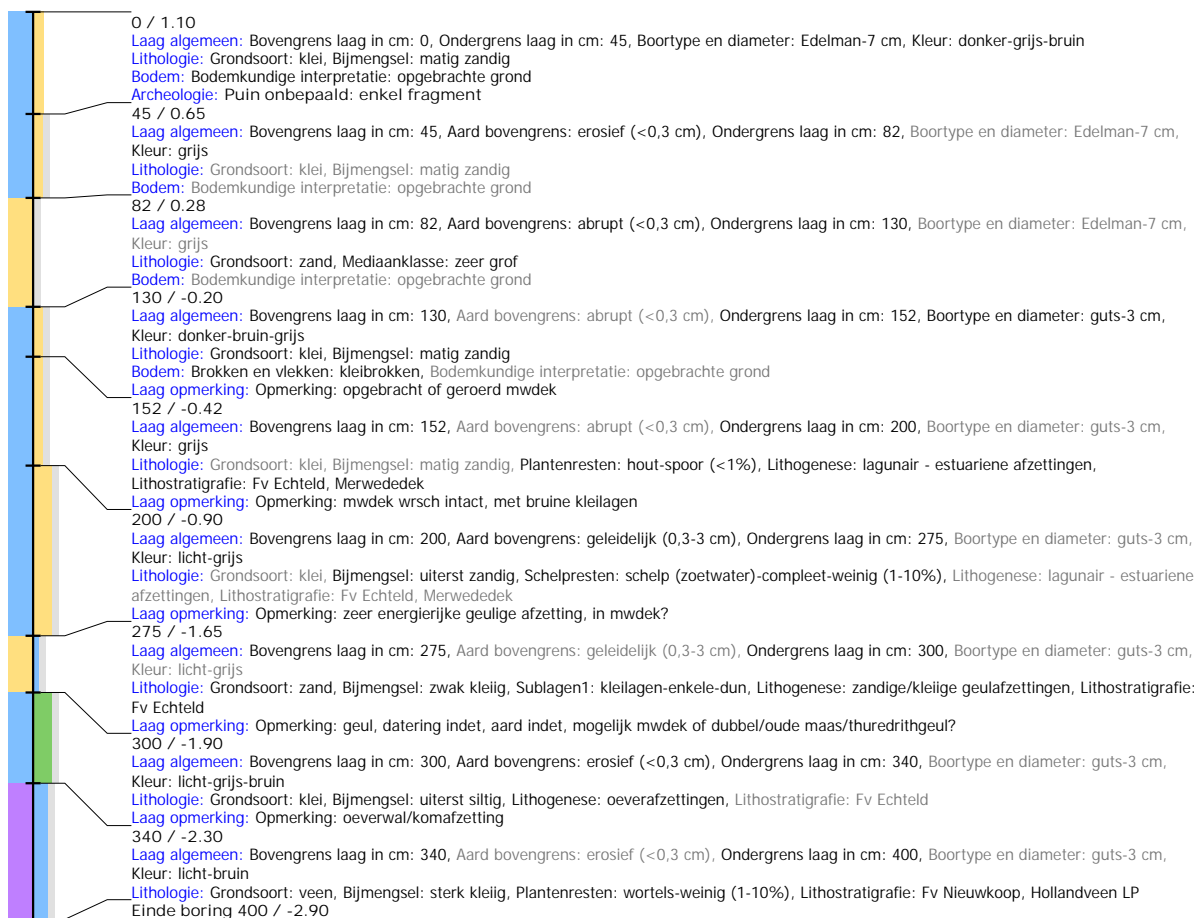 0 / 1.10
Laag algemeen: Bovengrens laag in cm: 0, Ondergrens laag in cm: 45, Boortype en diameter: Edelman-7 cm, Kleur: donker-grijs-bruin
Lithologie: Grondsoort: klei, Bijmengsel: matig zandig
Bodem: Bodemkundige interpretatie: opgebrachte grond
Archeologie: Puin onbepaald: enkel fragment
45 / 0.65
Laag algemeen: Bovengrens laag in cm: 45, Aard bovengrens: erosief (<0,3 cm), Ondergrens laag in cm: 82, Boortype en diameter: Edelman-7 cm,
Kleur: grijs
Lithologie: Grondsoort: klei, Bijmengsel: matig zandig
Bodem: Bodemkundige interpretatie: opgebrachte grond
82 / 0.28
Laag algemeen: Bovengrens laag in cm: 82, Aard bovengrens: abrupt (<0,3 cm), Ondergrens laag in cm: 130, Boortype en diameter: Edelman-7 cm,
Kleur: grijs
Lithologie: Grondsoort: zand, Mediaanklasse: zeer grof
Bodem: Bodemkundige interpretatie: opgebrachte grond
130 / -0.20
Laag algemeen: Bovengrens laag in cm: 130, Aard bovengrens: abrupt (<0,3 cm), Ondergrens laag in cm: 152, Boortype en diameter: guts-3 cm,
Kleur: donker-bruin-grijs
Lithologie: Grondsoort: klei, Bijmengsel: matig zandig
Bodem: Brokken en vlekken: kleibrokken, Bodemkundige interpretatie: opgebrachte grond
Laag opmerking: Opmerking: opgebracht of geroerd mwdek
152 / -0.42
Laag algemeen: Bovengrens laag in cm: 152, Aard bovengrens: abrupt (<0,3 cm), Ondergrens laag in cm: 200, Boortype en diameter: guts-3 cm,
Kleur: grijs
Lithologie: Grondsoort: klei, Bijmengsel: matig zandig, Plantenresten: hout-spoor (<1%), Lithogenese: lagunair - estuariene afzettingen,
Lithostratigrafie: Fv Echteld, Merwededek
Laag opmerking: Opmerking: mwdek wrsch intact, met bruine kleilagen
200 / -0.90
Laag algemeen: Bovengrens laag in cm: 200, Aard bovengrens: geleidelijk (0,3-3 cm), Ondergrens laag in cm: 275, Boortype en diameter: guts-3 cm,
Kleur: licht-grijs
Lithologie: Grondsoort: klei, Bijmengsel: uiterst zandig, Schelpresten: schelp (zoetwater)-compleet-weinig (1-10%), Lithogenese: lagunair - estuariene
afzettingen, Lithostratigrafie: Fv Echteld, Merwededek
Laag opmerking: Opmerking: zeer energierijke geulige afzetting, in mwdek?
275 / -1.65
Laag algemeen: Bovengrens laag in cm: 275, Aard bovengrens: geleidelijk (0,3-3 cm), Ondergrens laag in cm: 300, Boortype en diameter: guts-3 cm,
Kleur: licht-grijs
Lithologie: Grondsoort: zand, Bijmengsel: zwak kleiig, Sublagen1: kleilagen-enkele-dun, Lithogenese: zandige/kleiige geulafzettingen, Lithostratigrafie:
Fv Echteld
Laag opmerking: Opmerking: geul, datering indet, aard indet, mogelijk mwdek of dubbel/oude maas/thuredrithgeul?
300 / -1.90
Laag algemeen: Bovengrens laag in cm: 300, Aard bovengrens: erosief (<0,3 cm), Ondergrens laag in cm: 340, Boortype en diameter: guts-3 cm,
Kleur: licht-grijs-bruin
Lithologie: Grondsoort: klei, Bijmengsel: uiterst siltig, Lithogenese: oeverafzettingen, Lithostratigrafie: Fv Echteld
Laag opmerking: Opmerking: oeverwal/komafzetting
340 / -2.30
Laag algemeen: Bovengrens laag in cm: 340, Aard bovengrens: erosief (<0,3 cm), Ondergrens laag in cm: 400, Boortype en diameter: guts-3 cm,
Kleur: licht-bruin
Lithologie: Grondsoort: veen, Bijmengsel: sterk kleiig, Plantenresten: wortels-weinig (1-10%), Lithostratigrafie: Fv Nieuwkoop, Hollandveen LP
Einde boring 400 / -2.90